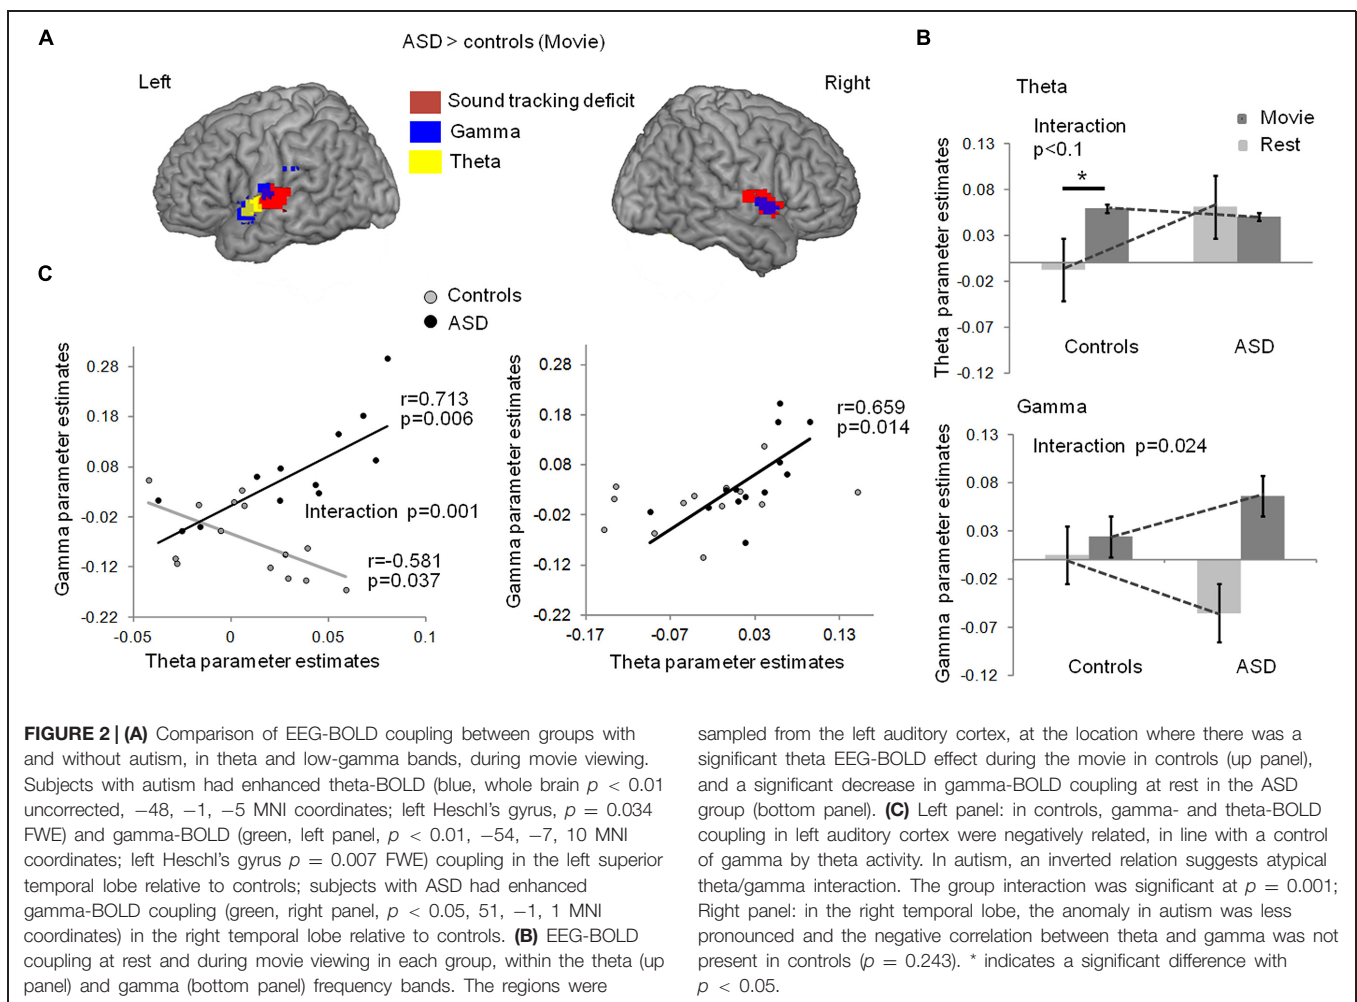 A
ASD > controls (Movie)
Left
Right
Sound tracking deficit
Gamma
Theta
B
Theta
Movie
Rest
Interaction
p<0.1
*
Theta parameter estimates
0.13
0.08
0.03
-0.02
-0.07
-0.12
Controls
ASD
Gamma
Interaction p=0.024
Gamma parameter estimates
0.13
0.08
0.03
-0.02
-0.07
-0.12
Controls
ASD
C
Controls
ASD
Gamma parameter estimates
0.28
0.18
0.08
-0.02
-0.12
-0.22
r=0.713
p=0.006
Interaction p=0.001
r=-0.581
p=0.037
-0.05
0
0.05
0.1
Theta parameter estimates
Gamma parameter estimates
0.28
0.18
0.08
-0.02
-0.12
-0.22
r=0.659
p=0.014
-0.17
-0.07
0.03
0.13
Theta parameter estimates
FIGURE 2 | (A) Comparison of EEG-BOLD coupling between groups with
and without autism, in theta and low-gamma bands, during movie viewing.
Subjects with autism had enhanced theta-BOLD (blue, whole brain p < 0.01
uncorrected, −48, −1, −5 MNI coordinates; left Heschl's gyrus, p = 0.034
FWE) and gamma-BOLD (green, left panel, p < 0.01, −54, −7, 10 MNI
coordinates; left Heschl's gyrus p = 0.007 FWE) coupling in the left superior
temporal lobe relative to controls; subjects with ASD had enhanced
gamma-BOLD coupling (green, right panel, p < 0.05, 51, −1, 1 MNI
coordinates) in the right temporal lobe relative to controls. (B) EEG-BOLD
coupling at rest and during movie viewing in each group, within the theta (up
panel) and gamma (bottom panel) frequency bands. The regions were
sampled from the left auditory cortex, at the location where there was a
significant theta EEG-BOLD effect during the movie in controls (up panel),
and a significant decrease in gamma-BOLD coupling at rest in the ASD
group (bottom panel). (C) Left panel: in controls, gamma- and theta-BOLD
coupling in left auditory cortex were negatively related, in line with a control
of gamma by theta activity. In autism, an inverted relation suggests atypical
theta/gamma interaction. The group interaction was significant at p = 0.001;
Right panel: in the right temporal lobe, the anomaly in autism was less
pronounced and the negative correlation between theta and gamma was not
present in controls (p = 0.243). * indicates a significant difference with
p < 0.05.